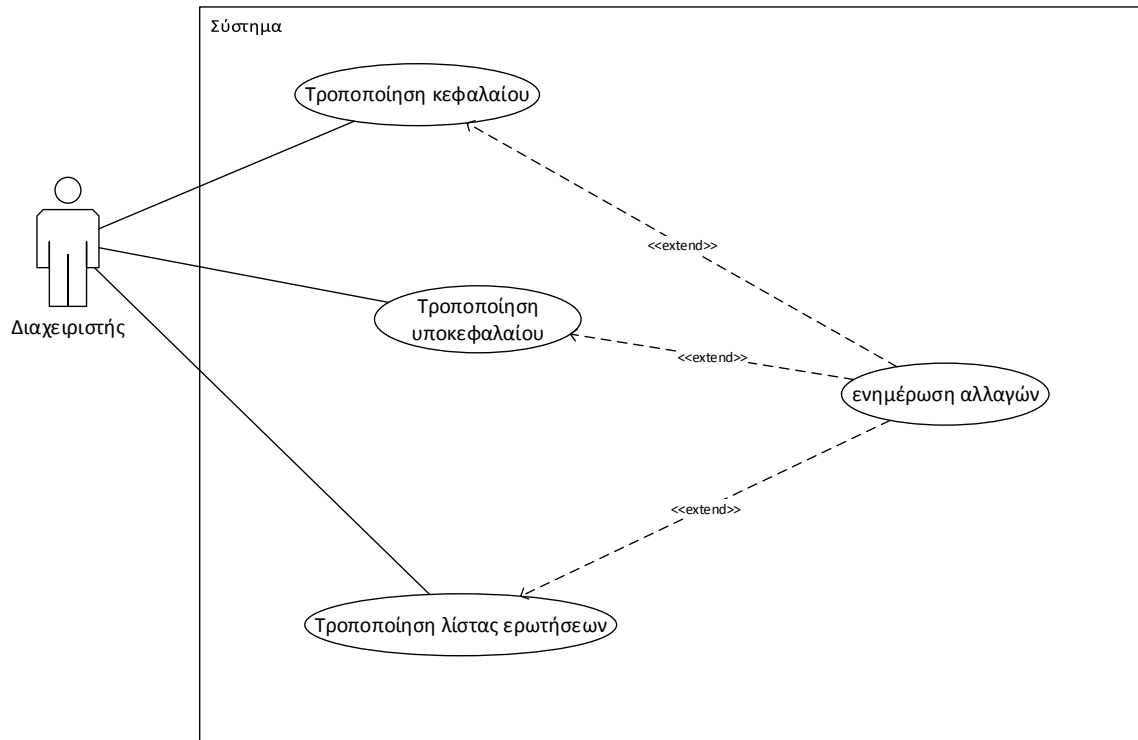 Σύστημα
Τροποποίηση κεφαλαίου
<<extend>>
Τροποποίηση
υποκεφαλαίου
Διαχειριστής
<<extend>>
ενημέρωση αλλαγών
<<extend>>
Τροποποίηση λίστας ερωτήσεων